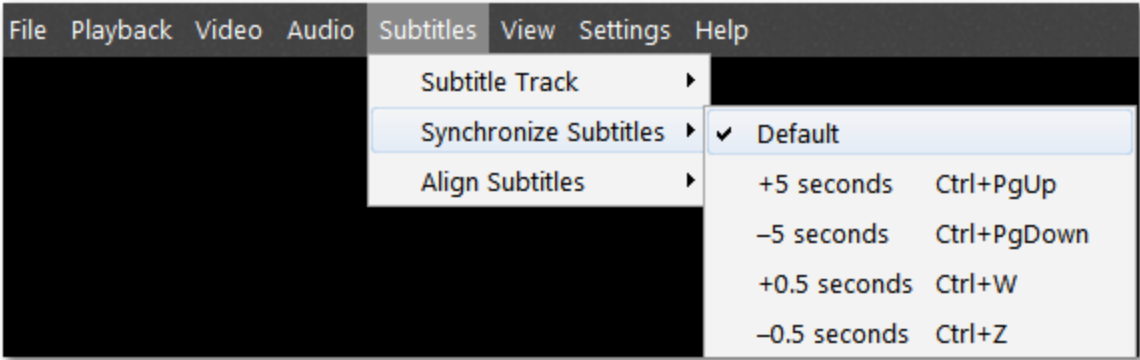 File Playback Video Audio Subtitles View Settings Help
Subtitle Track
Synchronize Subtitles
Align Subtitles
Default
+5 seconds Ctrl+PgUp
–5 seconds Ctrl+PgDown
+0.5 seconds Ctrl+W
–0.5 seconds Ctrl+Z